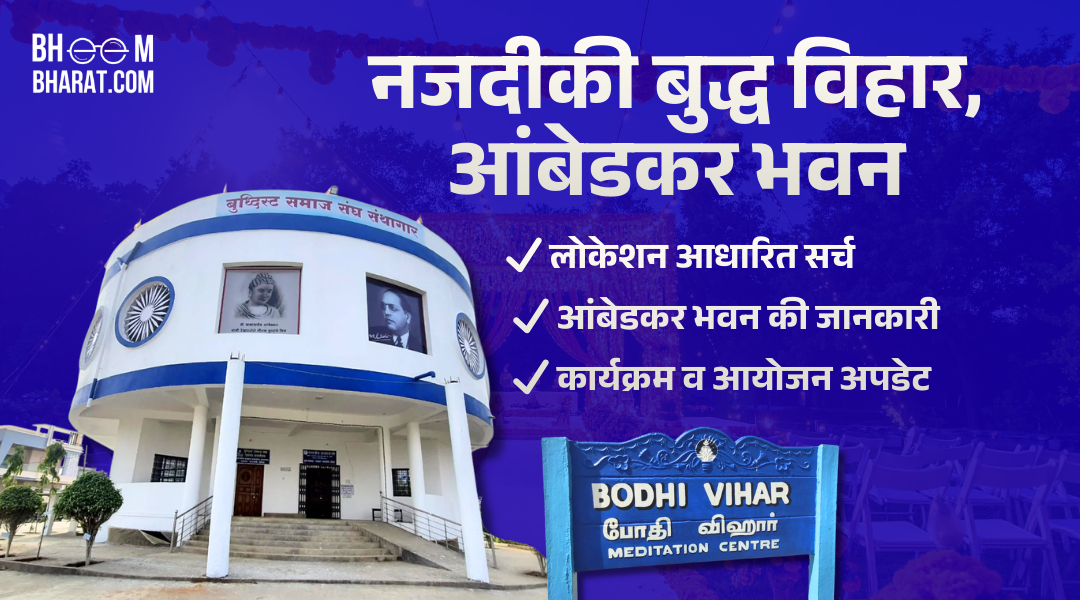 BHEEM
BHARAT.COM
नजदीकी बुद्ध विहार,
आंबेडकर भवन
बुध्दिस्ट समाज संघ संथागार
लोकेशन आधारित सर्च
आंबेडकर भवन की जानकारी
कार्यक्रम व आयोजन अपडेट
BODHI VIHAR
போதி விஹார்
MEDITATION CENTRE